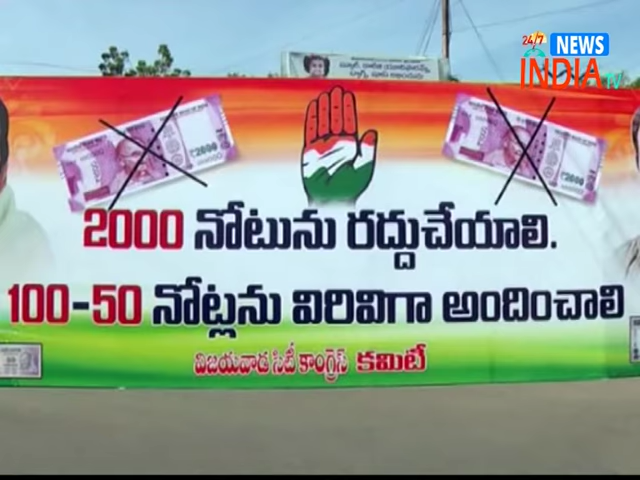 24/7
NEWS
INDIA TV
2000 నోటును రద్దుచేయాలి.
100-50 నోట్లను విరివిగా అందించాలి
విజయవాడ సిటీ కాంగ్రెస్ కమిటీ